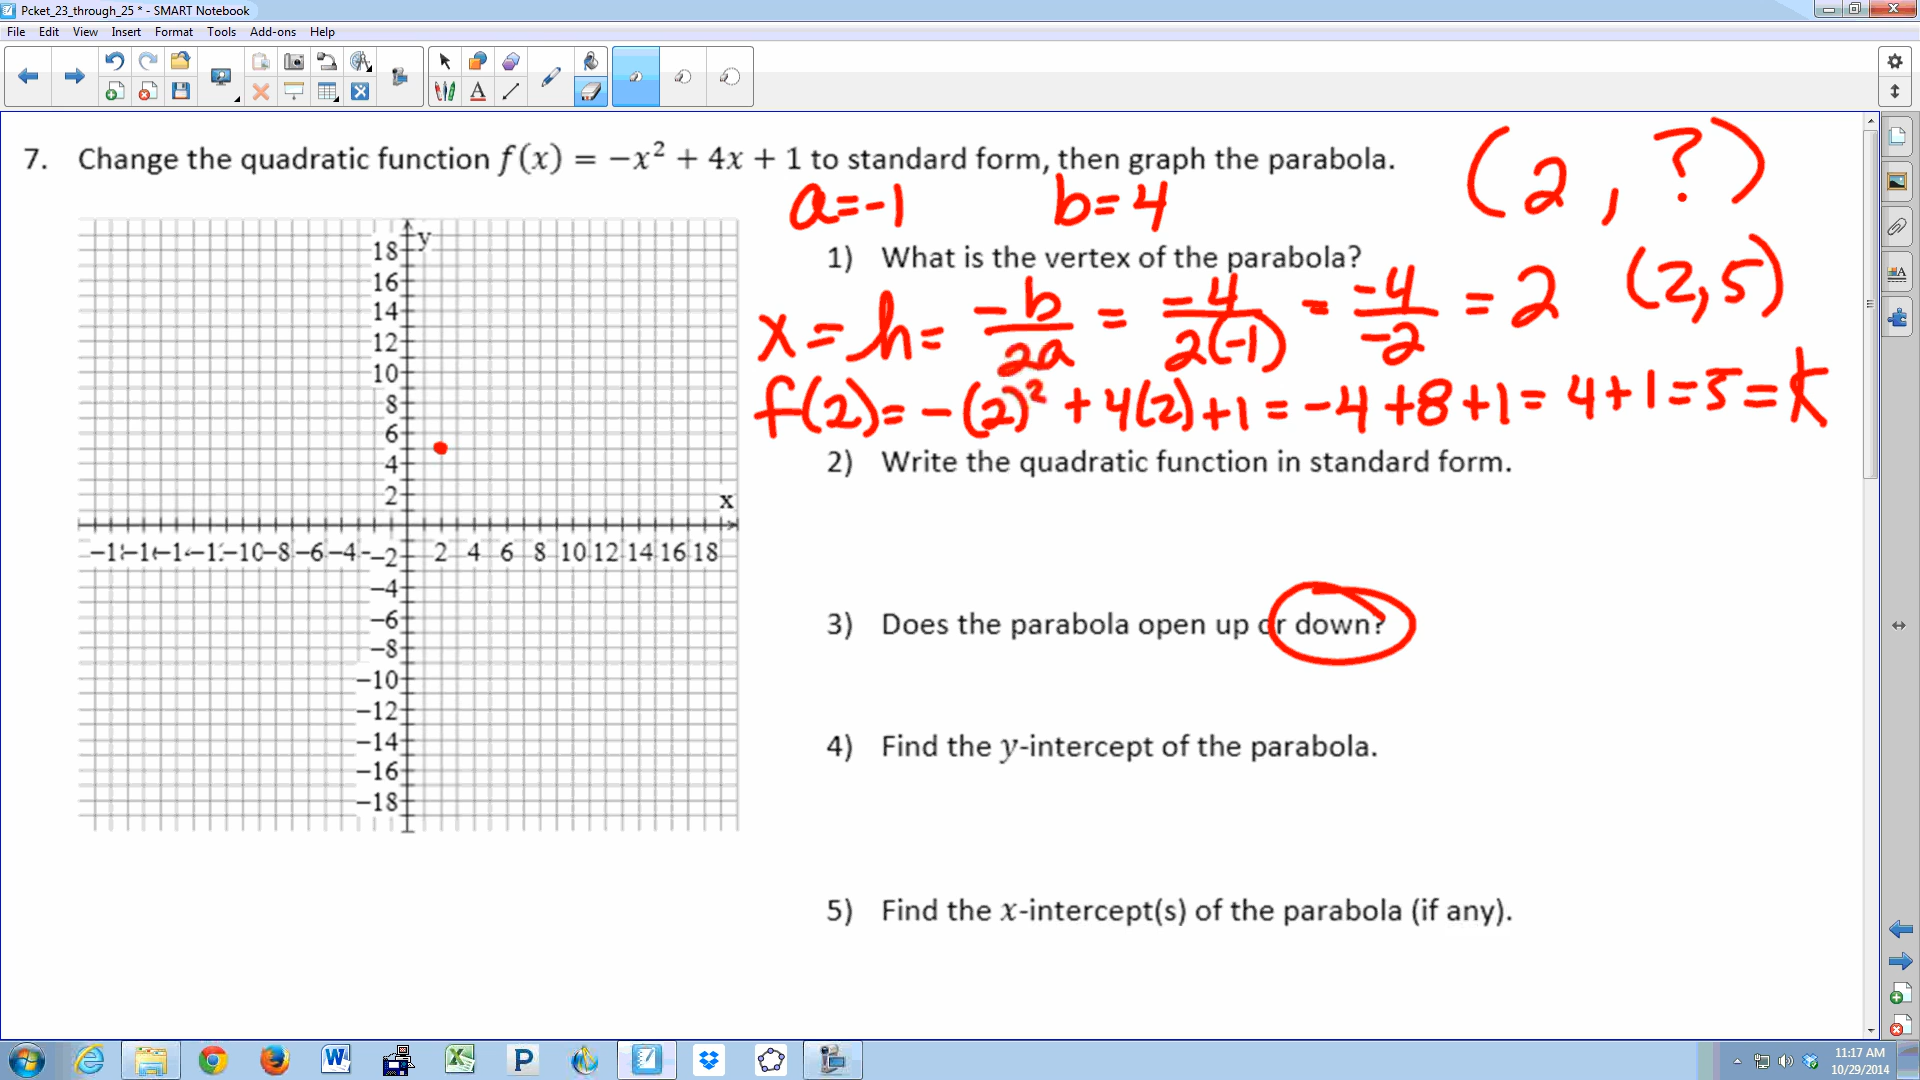 Pcket_23_through_25 * - SMART Notebook
File Edit View Insert Format Tools Add-ons Help
7. Change the quadratic function f(x) = −x² + 4x + 1 to standard form, then graph the parabola.
(2, ?)
a=-1 b=4
1) What is the vertex of the parabola?
(2,5)
x = h = -b/2a = -4/2(-1) = -4/-2 = 2
f(2) = -(2)² + 4(2) + 1 = -4 + 8 + 1 = 4 + 1 = 5 = k
2) Write the quadratic function in standard form.
3) Does the parabola open up or down?
4) Find the y-intercept of the parabola.
5) Find the x-intercept(s) of the parabola (if any).
y
18
16
14
12
10
8
6
4
2
x
−10 −8 −6 −4 −2 2 4 6 8 10 12 14 16 18
−4
−6
−8
−10
−12
−14
−16
−18
11:17 AM
10/29/2014